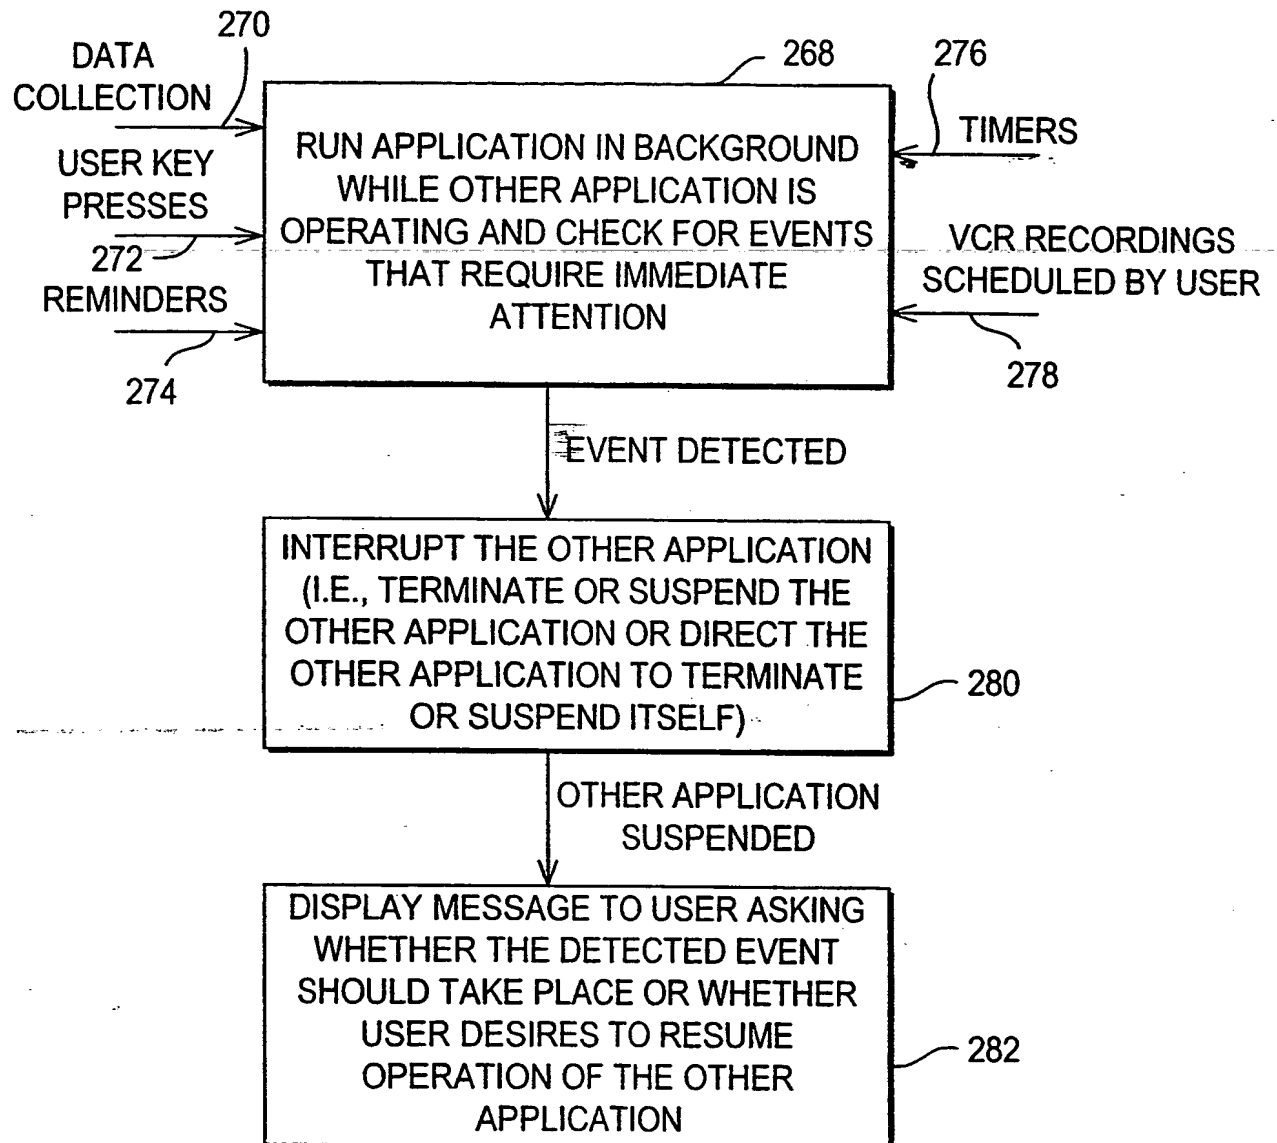 270
DATA
COLLECTION
USER KEY
PRESSES
272
REMINDERS
274
268
RUN APPLICATION IN BACKGROUND
WHILE OTHER APPLICATION IS
OPERATING AND CHECK FOR EVENTS
THAT REQUIRE IMMEDIATE
ATTENTION
276
TIMERS
VCR RECORDINGS
SCHEDULED BY USER
278
EVENT DETECTED
INTERRUPT THE OTHER APPLICATION
(I.E., TERMINATE OR SUSPEND THE
OTHER APPLICATION OR DIRECT THE
OTHER APPLICATION TO TERMINATE
OR SUSPEND ITSELF)
280
OTHER APPLICATION
SUSPENDED
DISPLAY MESSAGE TO USER ASKING
WHETHER THE DETECTED EVENT
SHOULD TAKE PLACE OR WHETHER
USER DESIRES TO RESUME
OPERATION OF THE OTHER
APPLICATION
282